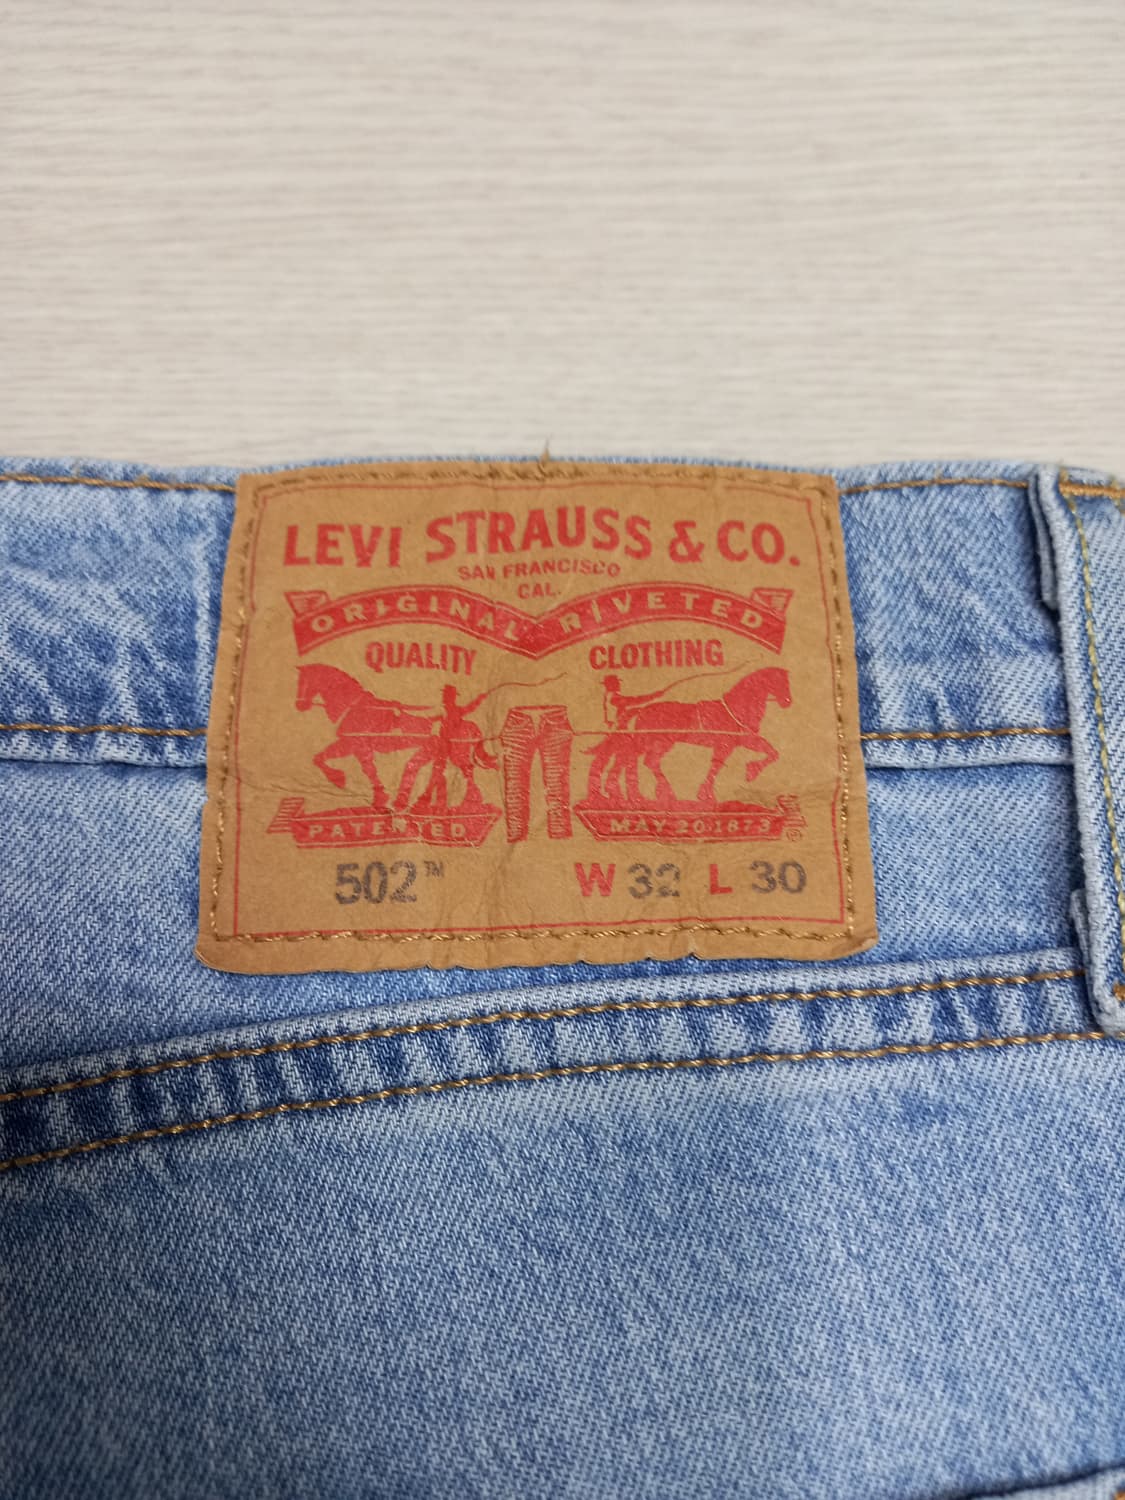 LEVI STRAUSS & CO.
SAN FRANCISCO
CAL.
ORIGINAL RIVETED
QUALITY CLOTHING
PATENTED MAY 20 1873 ®
502™ W 32 L 30